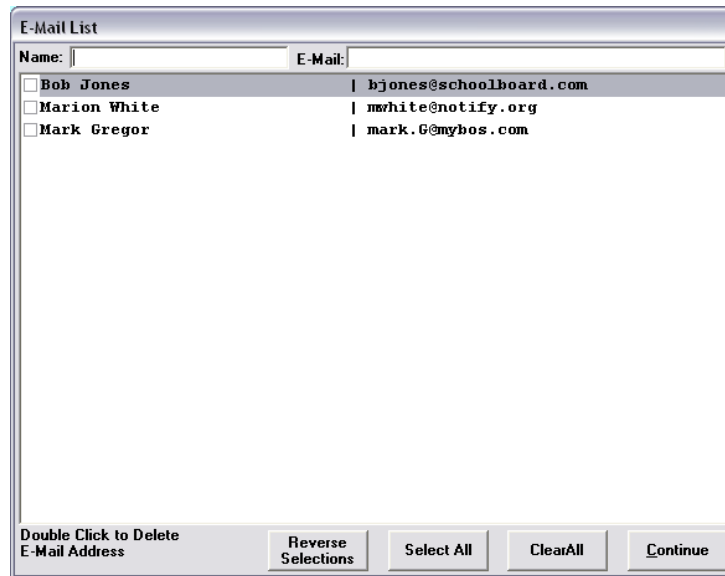 E-Mail List
Name: E-Mail:
Bob Jones | bjones@schoolboard.com
Marion White | mwhite@notify.org
Mark Gregor | mark.G@mybos.com
Double Click to Delete
E-Mail Address
Reverse
Selections
Select All
ClearAll
Continue